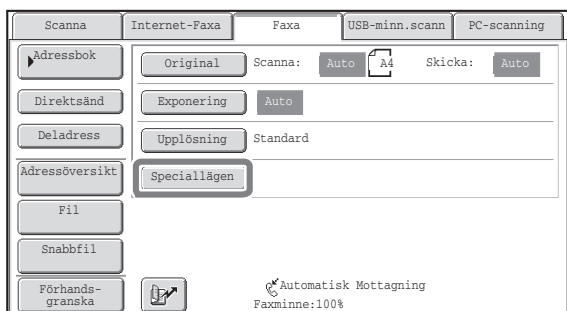 Scanna Internet-Faxa Faxa USB-minn.scann PC-scanning
Adressbok
Original Scanna: Auto A4 Skicka: Auto
Direktsänd
Exponering Auto
Deladress
Upplösning Standard
Adressöversikt
Speciallägen
Fil
Snabbfil
Förhands-
granska
Automatisk Mottagning
Faxminne:100%